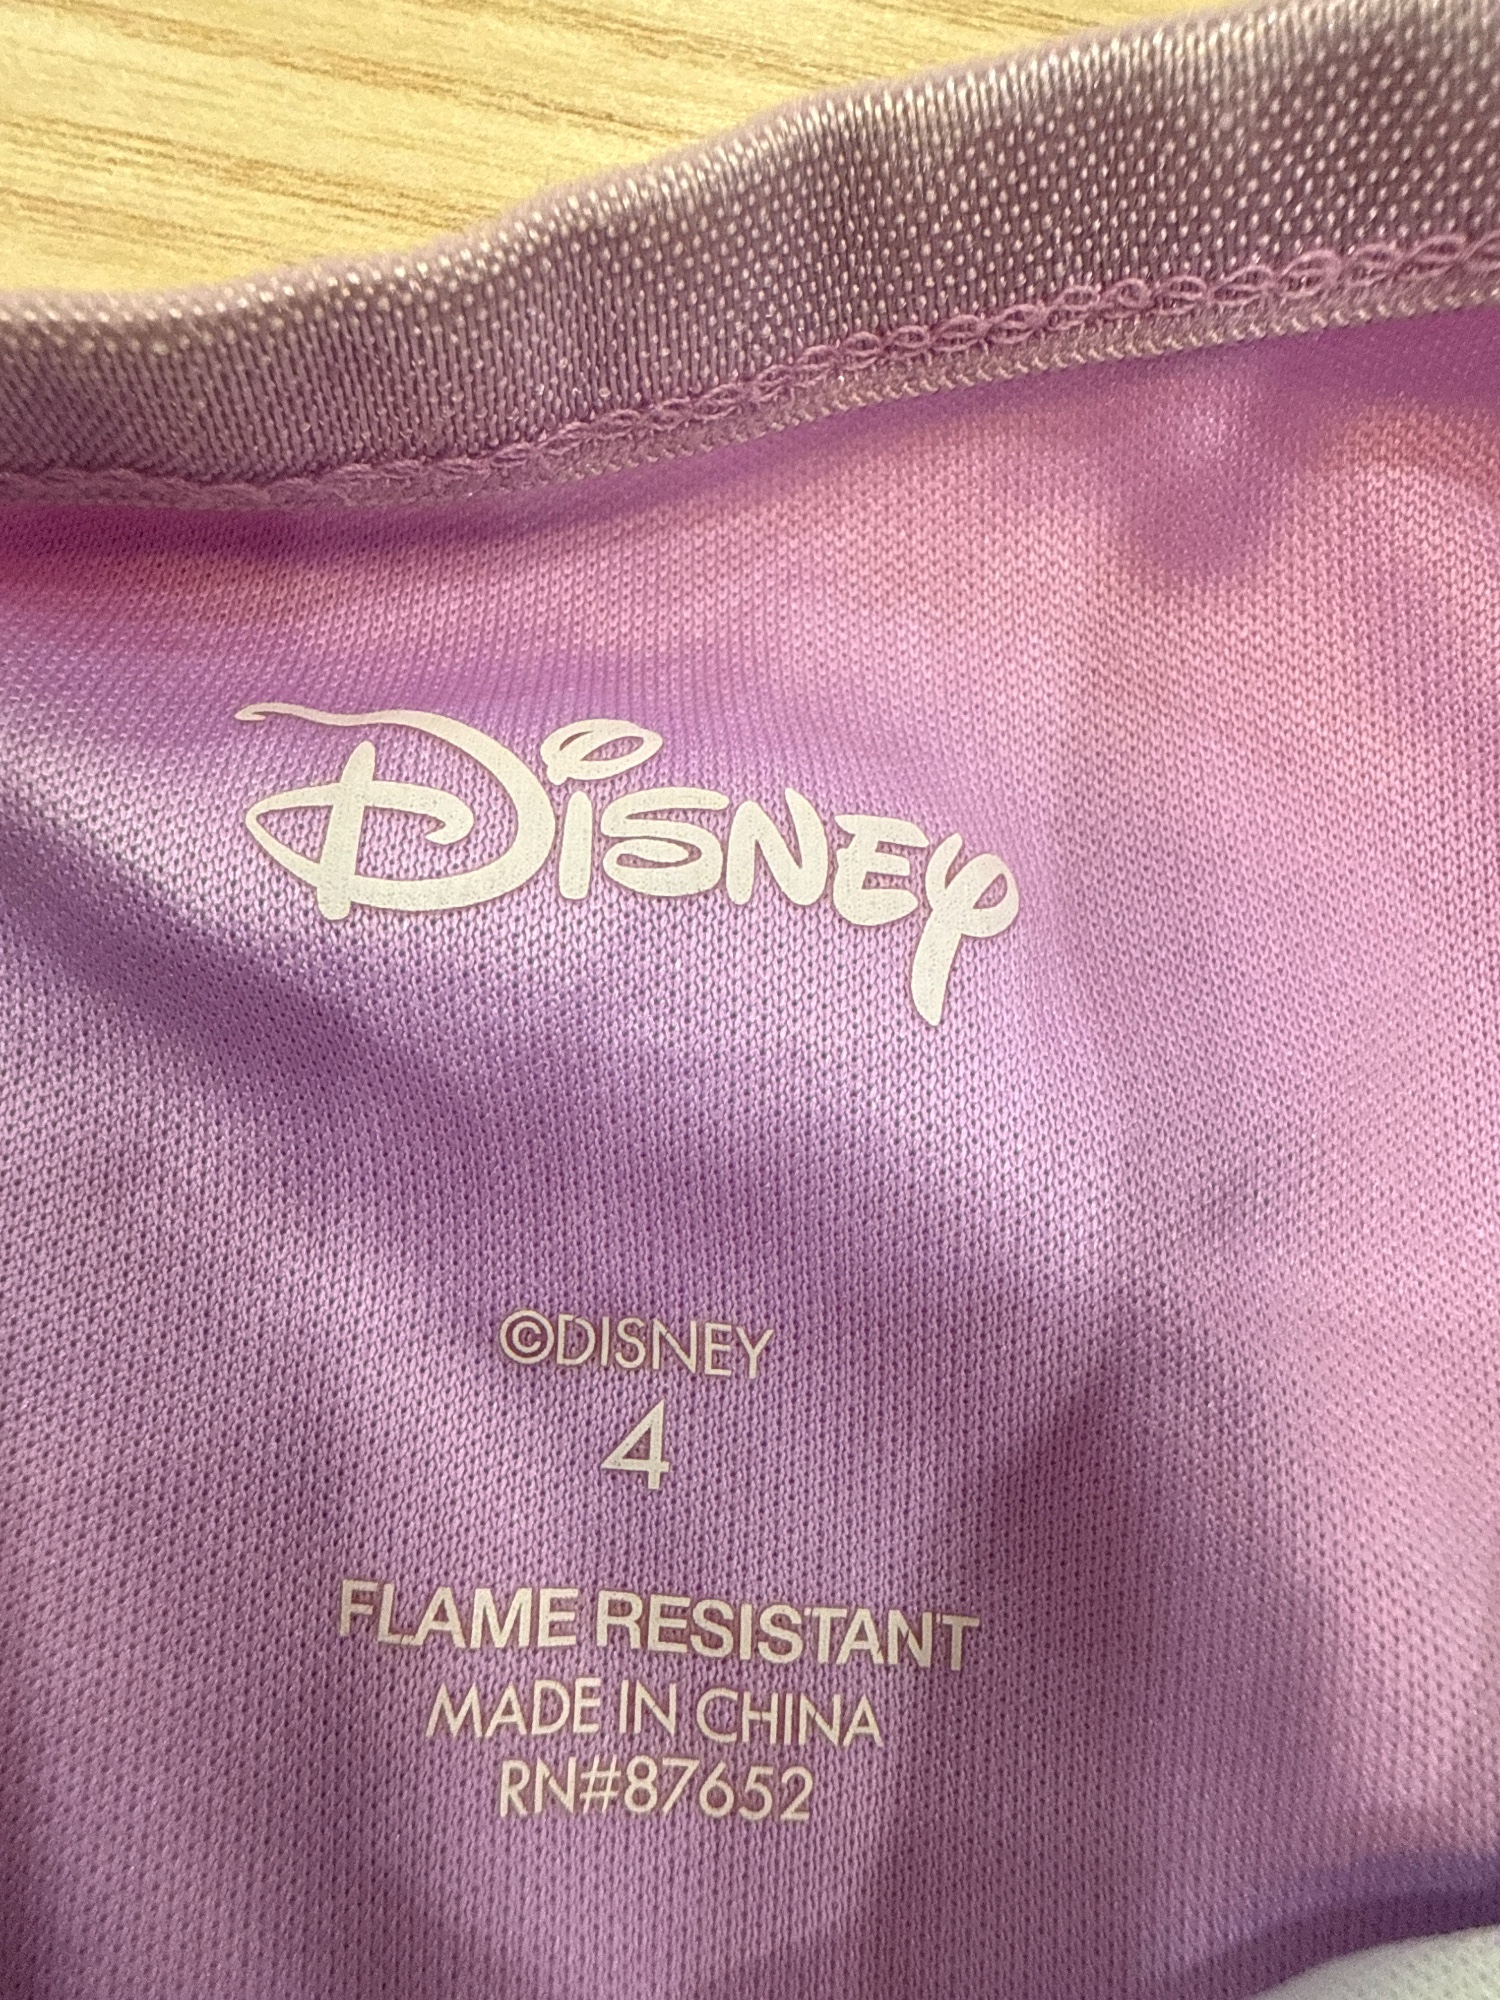 Disney
©DISNEY
4
FLAME RESISTANT
MADE IN CHINA
RN#87652